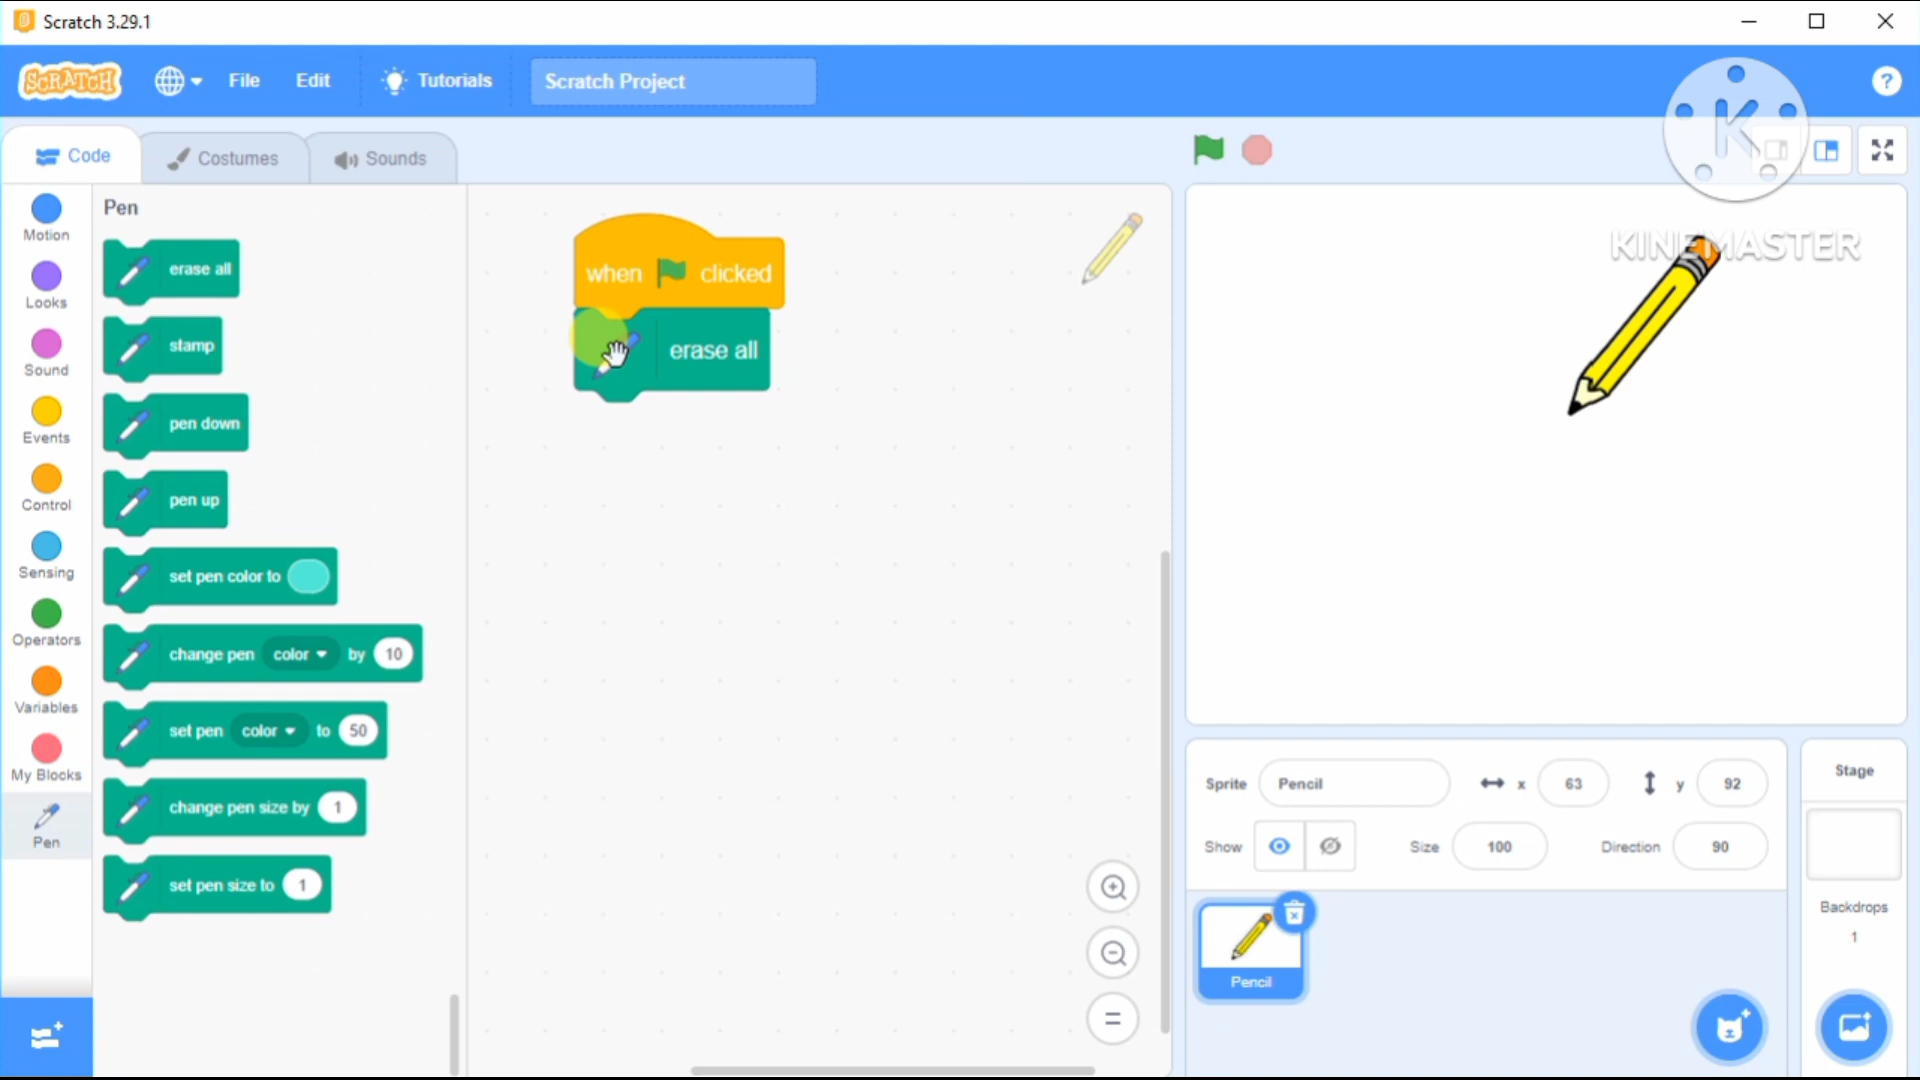 Scratch 3.29.1
SCRATCH File Edit Tutorials Scratch Project ?
K
KINEMASTER
Code Costumes Sounds
Motion
Looks
Sound
Events
Control
Sensing
Operators
Variables
My Blocks
Pen
Pen
erase all
stamp
pen down
pen up
set pen color to
change pen color by 10
set pen color to 50
change pen size by 1
set pen size to 1
when clicked
erase all
Sprite Pencil x 63 y 92
Show Size 100 Direction 90
Pencil
Stage
Backdrops
1